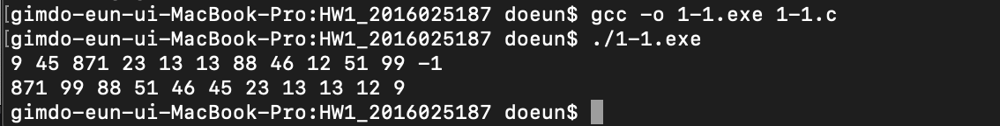 [gimdo-eun-ui-MacBook-Pro:HW1_2016025187 doeun$ gcc -o 1-1.exe 1-1.c
[gimdo-eun-ui-MacBook-Pro:HW1_2016025187 doeun$ ./1-1.exe
9 45 871 23 13 13 88 46 12 51 99 -1
871 99 88 51 46 45 23 13 13 12 9
gimdo-eun-ui-MacBook-Pro:HW1_2016025187 doeun$